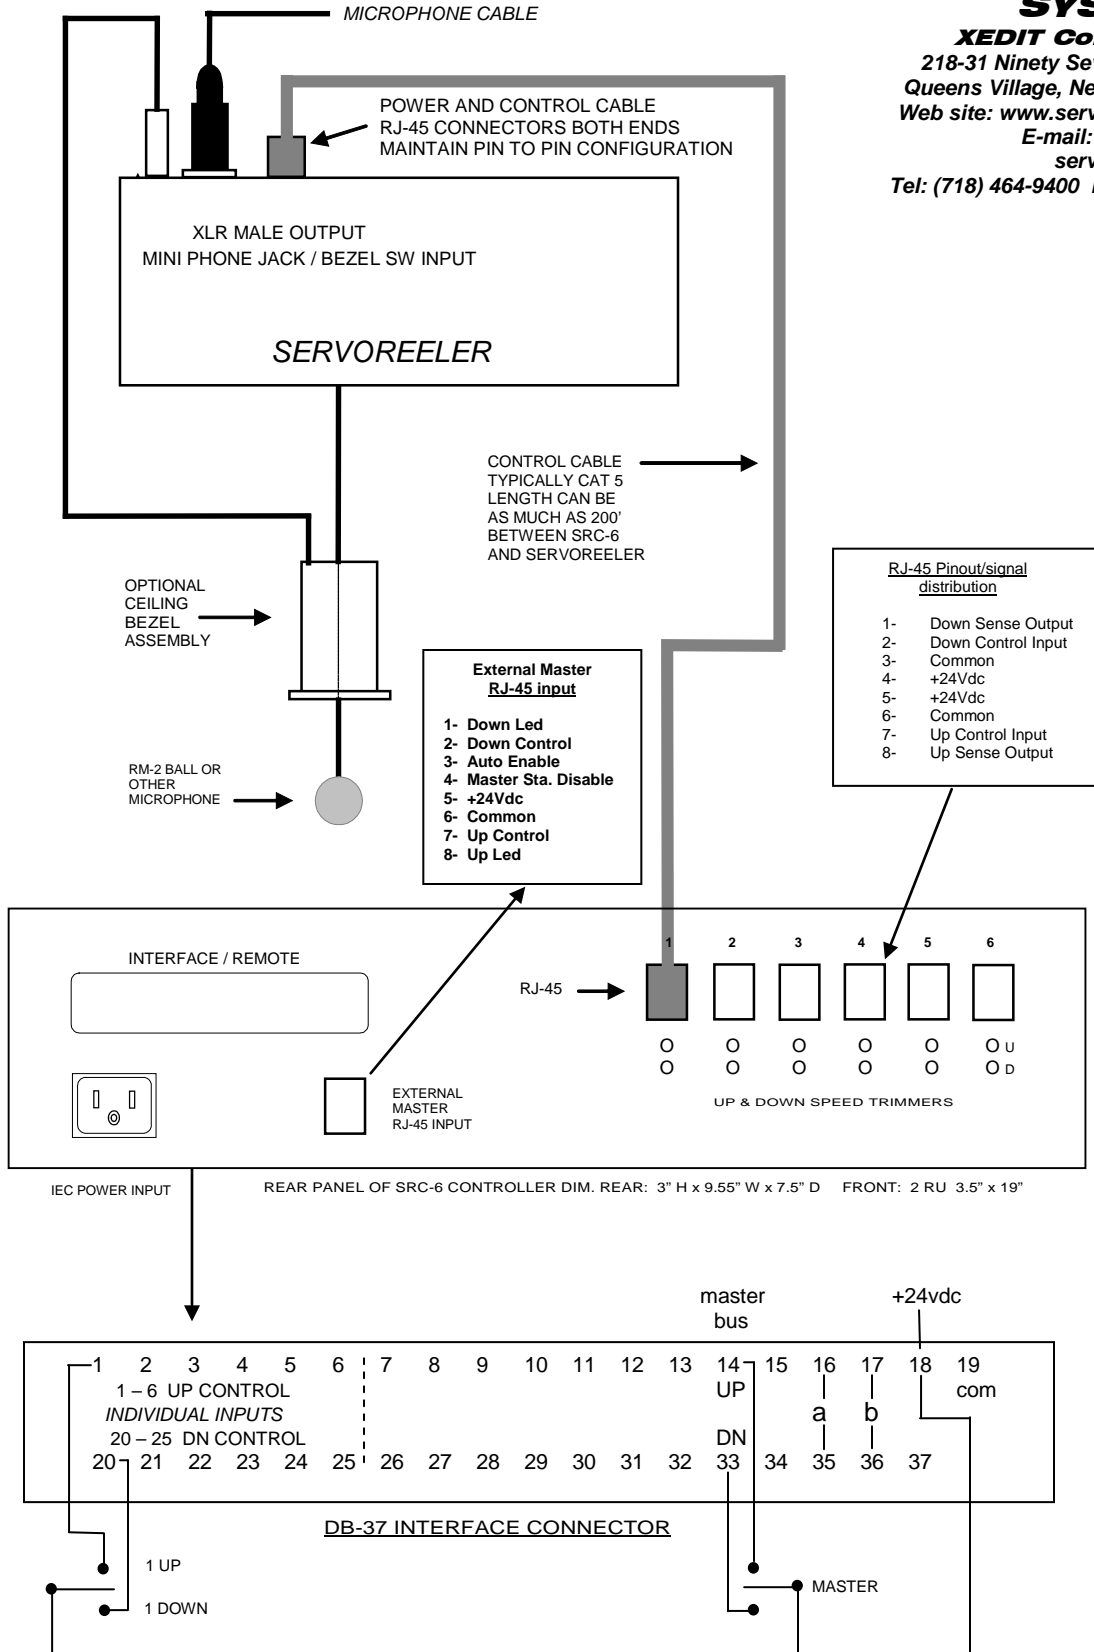 MICROPHONE CABLE
SYS
XEDIT Co
218-31 Ninety Se
Queens Village, Ne
Web site: www.serv
E-mail:
serv
Tel: (718) 464-9400
POWER AND CONTROL CABLE
RJ-45 CONNECTORS BOTH ENDS
MAINTAIN PIN TO PIN CONFIGURATION
XLR MALE OUTPUT
MINI PHONE JACK / BEZEL SW INPUT
SERVOREELER
CONTROL CABLE
TYPICALLY CAT 5
LENGTH CAN BE
AS MUCH AS 200'
BETWEEN SRC-6
AND SERVOREELER
OPTIONAL
CEILING
BEZEL
ASSEMBLY
RJ-45 Pinout/signal
distribution
1- Down Sense Output
2- Down Control Input
3- Common
4- +24Vdc
5- +24Vdc
6- Common
7- Up Control Input
8- Up Sense Output
External Master
RJ-45 input
1- Down Led
2- Down Control
3- Auto Enable
4- Master Sta. Disable
5- +24Vdc
6- Common
7- Up Control
8- Up Led
RM-2 BALL OR
OTHER
MICROPHONE
INTERFACE / REMOTE
1 2 3 4 5 6
RJ-45
O O O O O O U
O O O O O O D
UP & DOWN SPEED TRIMMERS
EXTERNAL
MASTER
RJ-45 INPUT
IEC POWER INPUT
REAR PANEL OF SRC-6 CONTROLLER DIM. REAR: 3" H x 9.55" W x 7.5" D FRONT: 2 RU 3.5" x 19"
master
bus
+24vdc
1 2 3 4 5 6 7 8 9 10 11 12 13 14 15 16 17 18 19
1 – 6 UP CONTROL
UP
com
INDIVIDUAL INPUTS
a b
20 – 25 DN CONTROL
DN
20 21 22 23 24 25 26 27 28 29 30 31 32 33 34 35 36 37
DB-37 INTERFACE CONNECTOR
1 UP
MASTER
1 DOWN